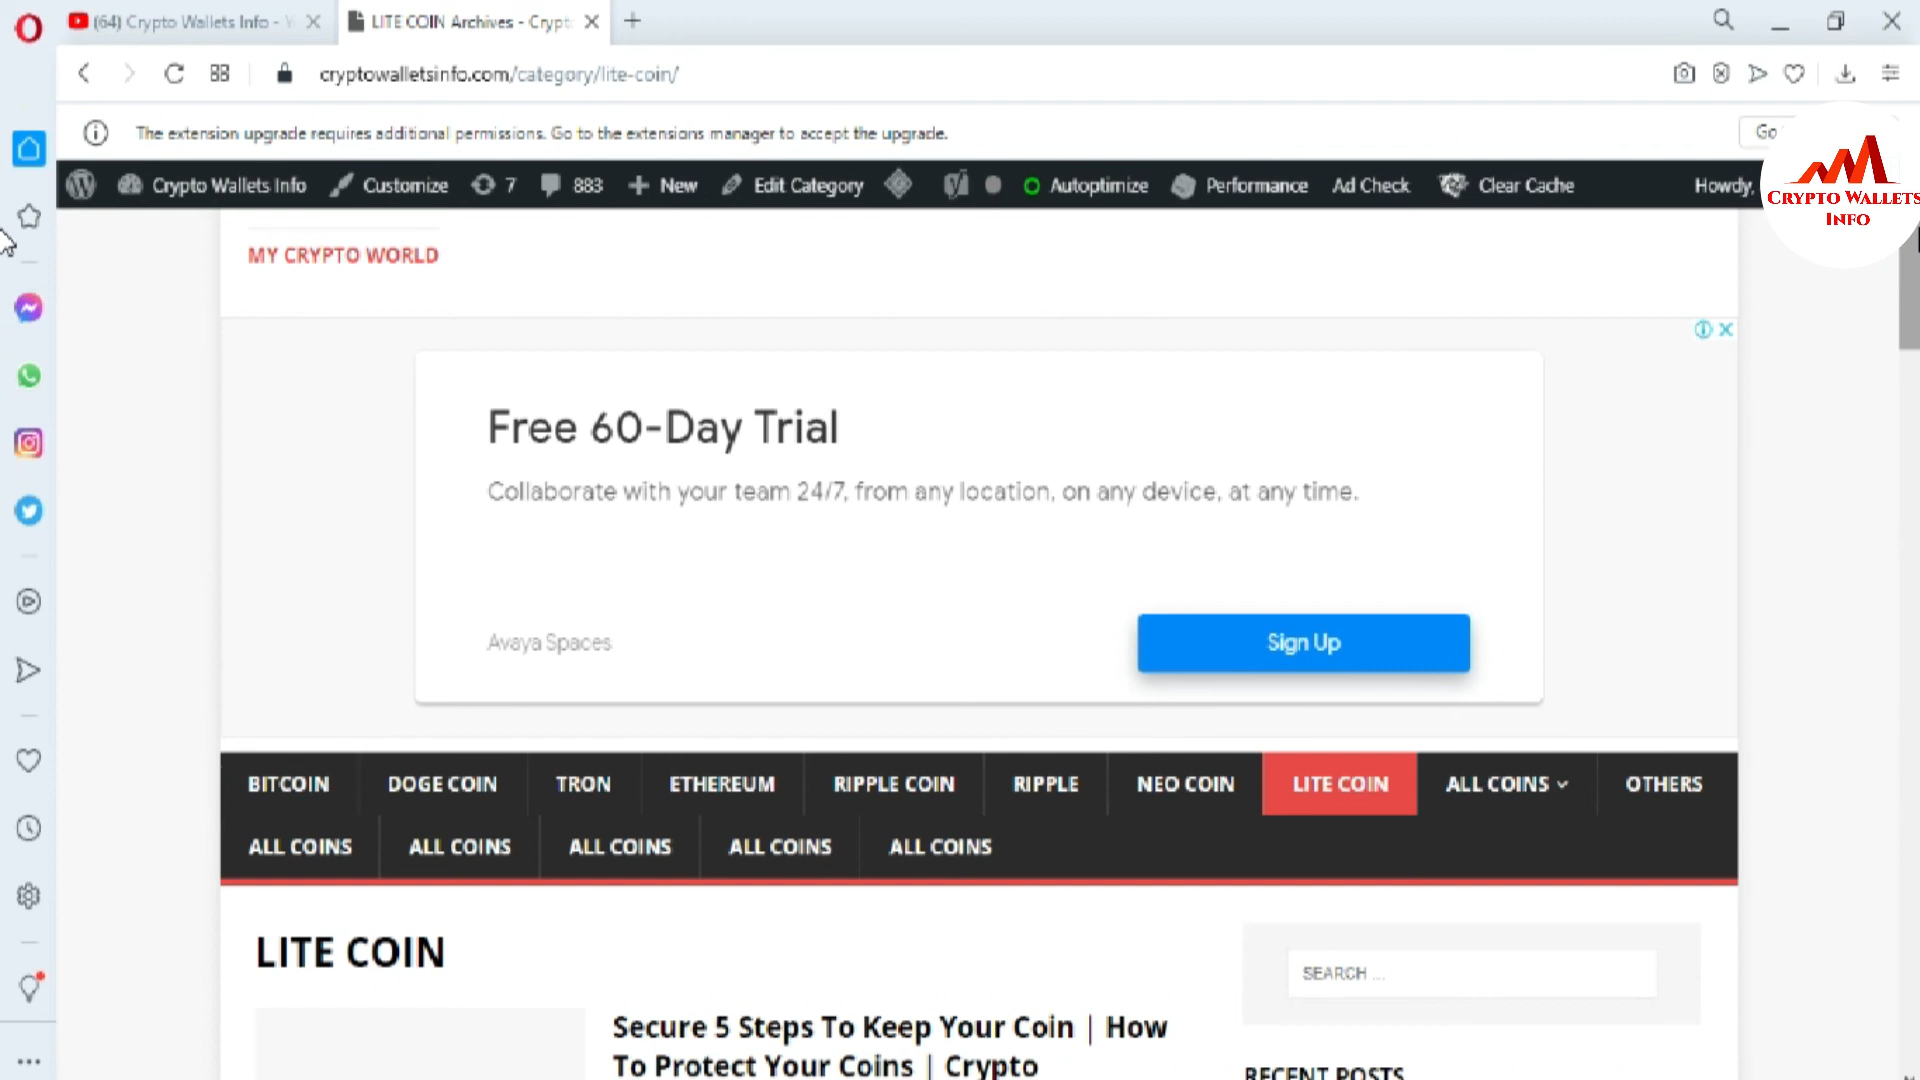 (64) Crypto Wallets Info -
LITE COIN Archives - Crypt
cryptowalletsinfo.com/category/lite-coin/
The extension upgrade requires additional permissions. Go to the extensions manager to accept the upgrade.
Go
Crypto Wallets Info Customize 7 883 New Edit Category Autoptimize Performance Ad Check Clear Cache Howdy,
CRYPTO WALLETS
INFO
MY CRYPTO WORLD
Free 60-Day Trial
Collaborate with your team 24/7, from any location, on any device, at any time.
Avaya Spaces
Sign Up
BITCOIN DOGE COIN TRON ETHEREUM RIPPLE COIN RIPPLE NEO COIN LITE COIN ALL COINS OTHERS
ALL COINS ALL COINS ALL COINS ALL COINS ALL COINS
LITE COIN
SEARCH ...
Secure 5 Steps To Keep Your Coin | How
To Protect Your Coins | Crypto
RECENT POSTS